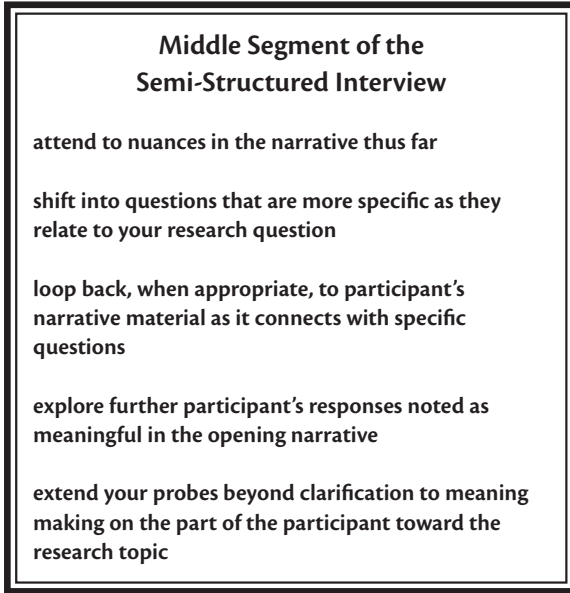 Middle Segment of the
Semi-Structured Interview
attend to nuances in the narrative thus far
shift into questions that are more specific as they
relate to your research question
loop back, when appropriate, to participant’s
narrative material as it connects with specific
questions
explore further participant’s responses noted as
meaningful in the opening narrative
extend your probes beyond clarification to meaning
making on the part of the participant toward the
research topic